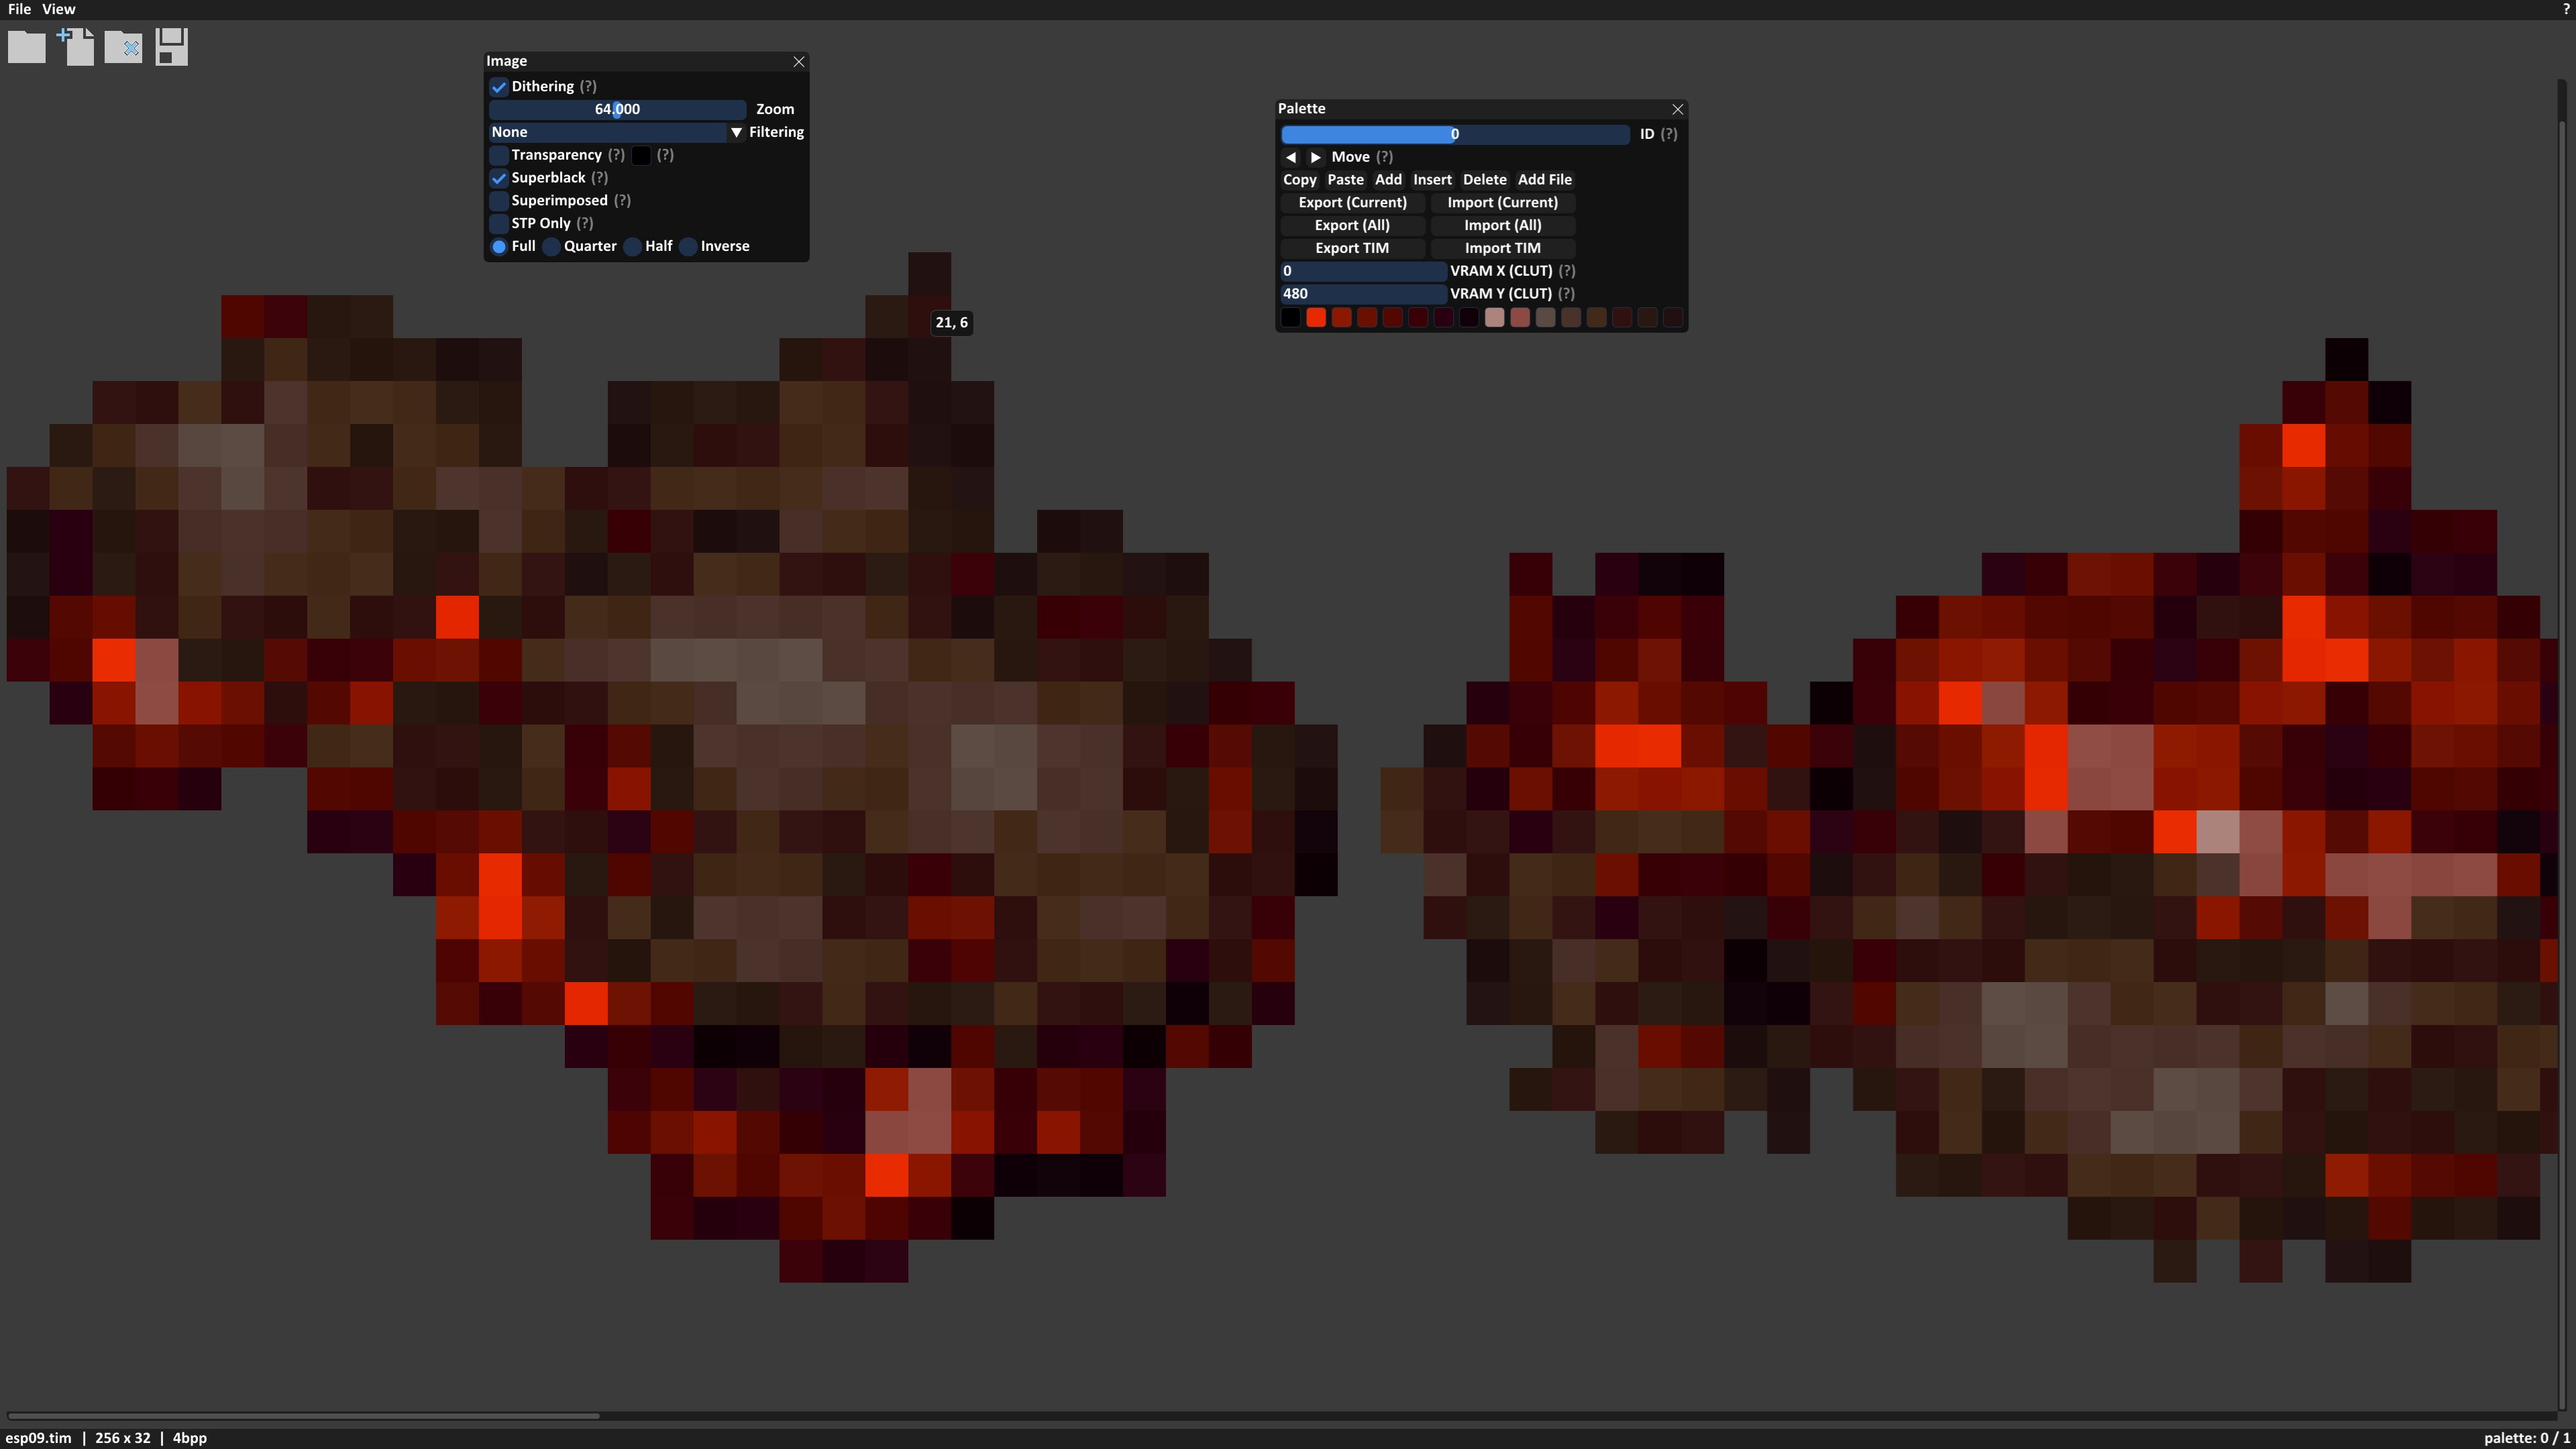 File View ?
Image
Dithering (?)
64.000 Zoom
None Filtering
Transparency (?) (?)
Superblack (?)
Superimposed (?)
STP Only (?)
Full Quarter Half Inverse
Palette
0 ID (?)
Move (?)
Copy Paste Add Insert Delete Add File
Export (Current) Import (Current)
Export (All) Import (All)
Export TIM Import TIM
0 VRAM X (CLUT) (?)
480 VRAM Y (CLUT) (?)
21, 6
esp09.tim | 256 x 32 | 4bpp palette: 0 / 1